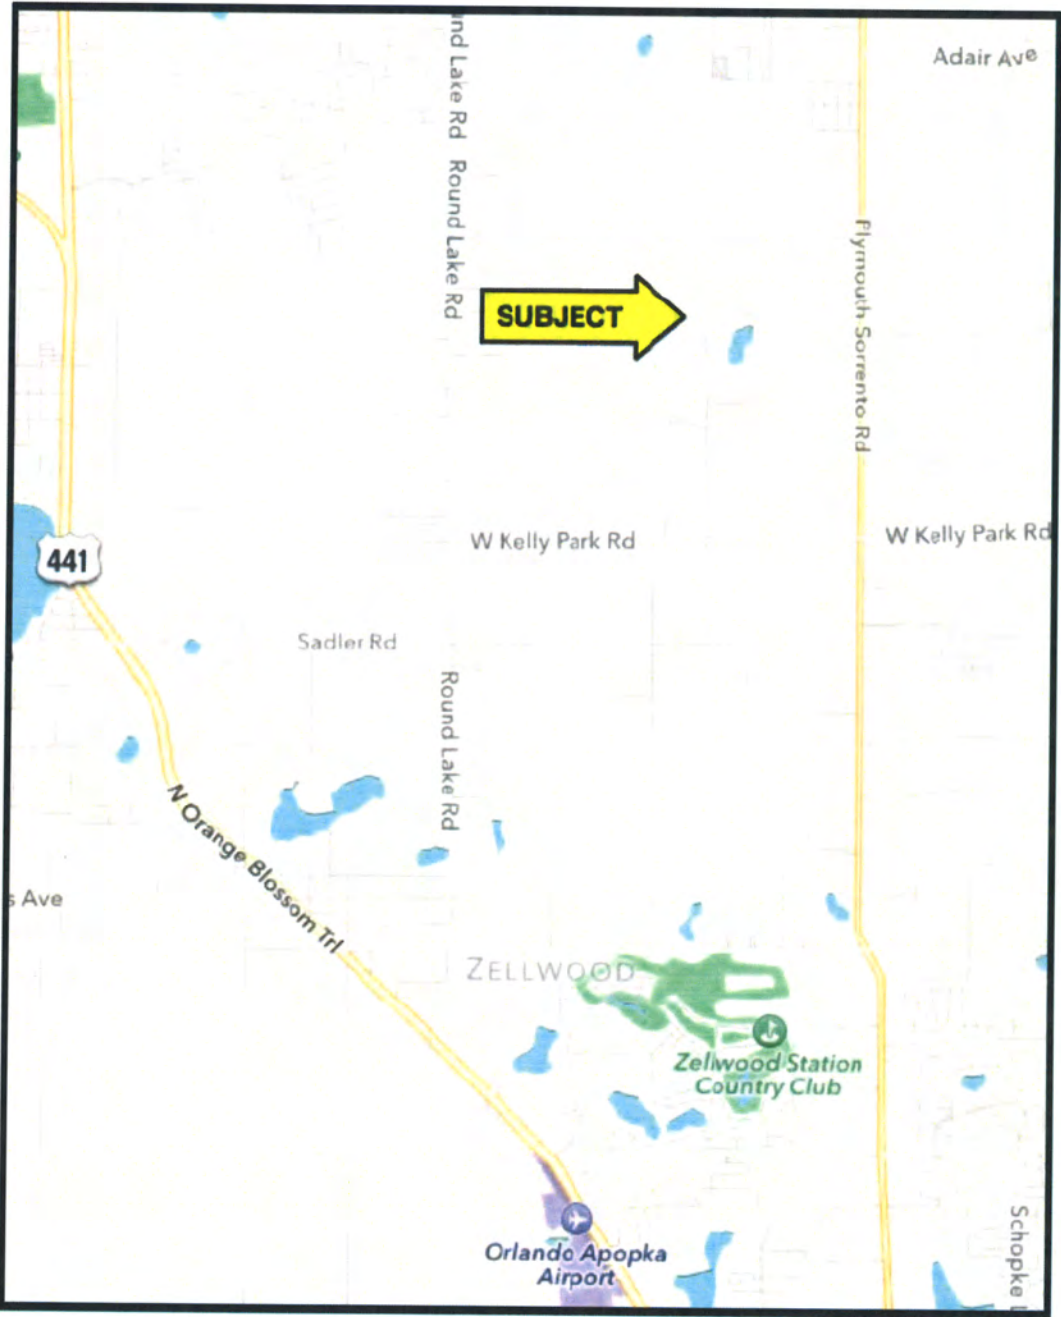 und Lake Rd
Adair Ave
Round Lake Rd
Plymouth Sorrento Rd
SUBJECT
W Kelly Park Rd
W Kelly Park Rd
441
Sadler Rd
Round Lake Rd
N Orange Blossom Trl
s Ave
ZELLWOOD
Zellwood Station
Country Club
Schopke L
Orlando Apopka
Airport